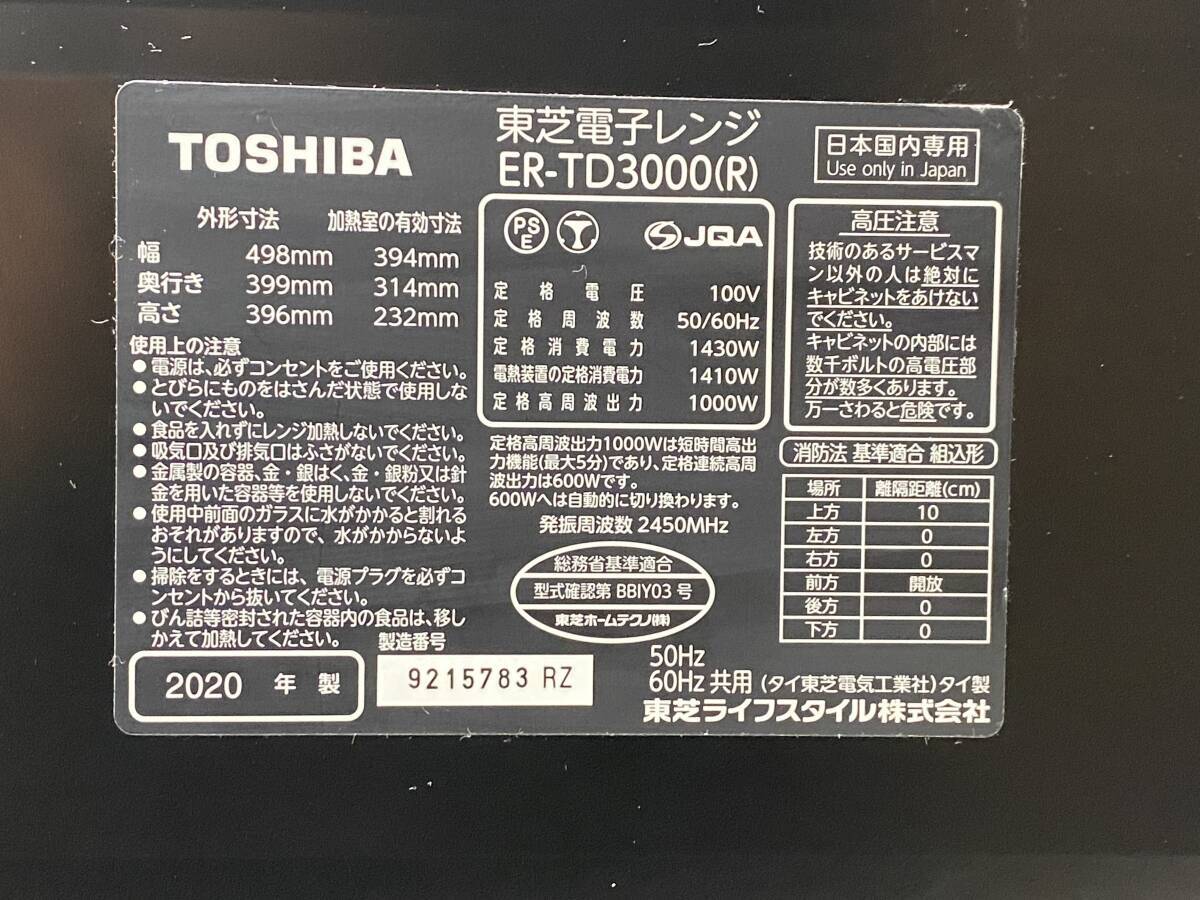 TOSHIBA
東芝電子レンジ
ER-TD3000(R)
日本国内専用
Use only in Japan
外形寸法 加熱室の有効寸法
幅 498mm 394mm
奥行き 399mm 314mm
高さ 396mm 232mm
使用上の注意
●電源は、必ずコンセントをご使用ください。
●とびらにものをはさんだ状態で使用しな
いでください。
●食品を入れずにレンジ加熱しないでください。
●吸気口及び排気口はふさがないでください。
●金属製の容器、金・銀はく、金・銀粉又は針
金を用いた容器等を使用しないでください。
●使用中前面のガラスに水がかかると割れる
おそれがありますので、水がかからないよ
うにしてください。
●掃除をするときには、電源プラグを必ずコ
ンセントから抜いてください。
●びん詰等密封された容器内の食品は、移し
かえて加熱してください。
製造番号
2020 年 製
9215783 RZ
PS
E
JQA
定格電圧 100V
定格周波数 50/60Hz
定格消費電力 1430W
電熱装置の定格消費電力 1410W
定格高周波出力 1000W
定格高周波出力1000Wは短時間高出
力機能(最大5分)であり、定格連続高周
波出力は600Wです。
600Wへは自動的に切り換わります。
発振周波数 2450MHz
総務省基準適合
型式確認第 BBIY03 号
東芝ホームテクノ(株)
高圧注意
技術のあるサービスマ
ン以外の人は絶対に
キャビネットをあけない
でください。
キャビネットの内部には
数千ボルトの高電圧部
分が数多くあります。
万一さわると危険です。
消防法 基準適合 組込形
場所 離隔距離(cm)
上方 10
左方 0
右方 0
前方 開放
後方 0
下方 0
50Hz
60Hz 共用 (タイ東芝電気工業社)タイ製
東芝ライフスタイル株式会社